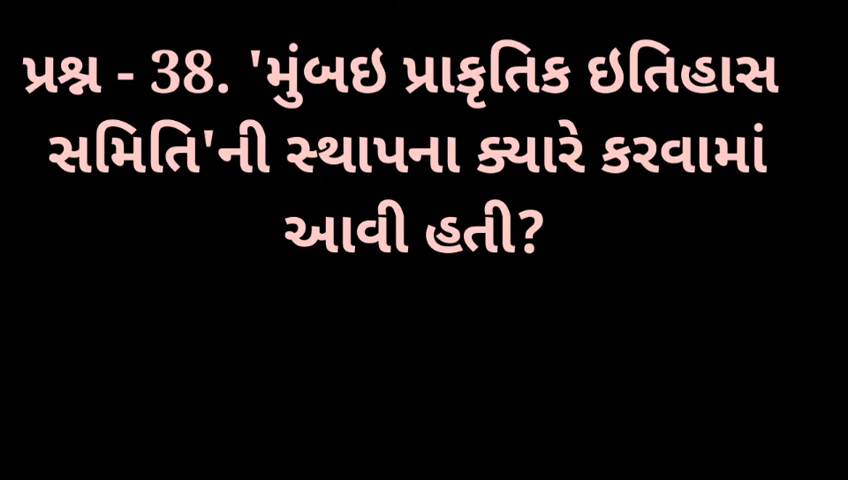 પ્રશ્ન - 38. 'મુંબઇ પ્રાકૃતિક ઇતિહાસ
સમિતિ'ની સ્થાપના ક્યારે કરવામાં
આવી હતી?